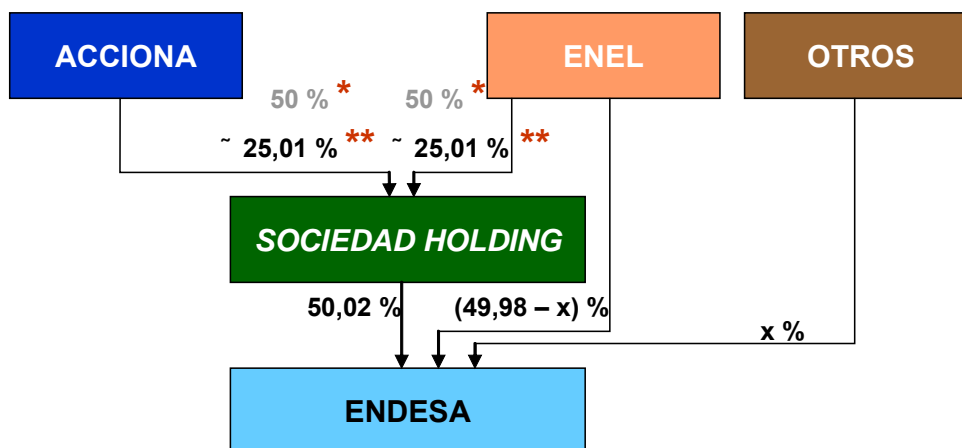 ACCIONA
ENEL
OTROS
50 % *
50 % *
~ 25,01 % **
~ 25,01 % **
SOCIEDAD HOLDING
50,02 %
(49,98 – x) %
x %
ENDESA